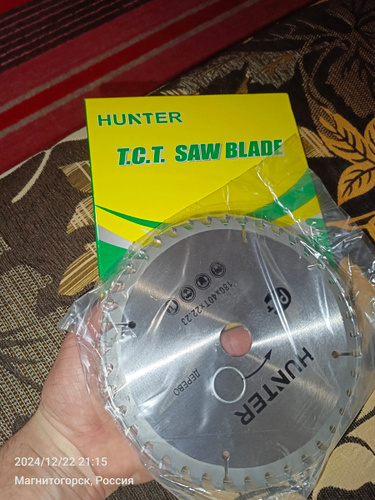 HUNTER
T.C.T. SAW BLADE
180x40Tx22.23
HUNTER
ДЕРЕВО
2024/12/22 21:15
Магнитогорск, Россия